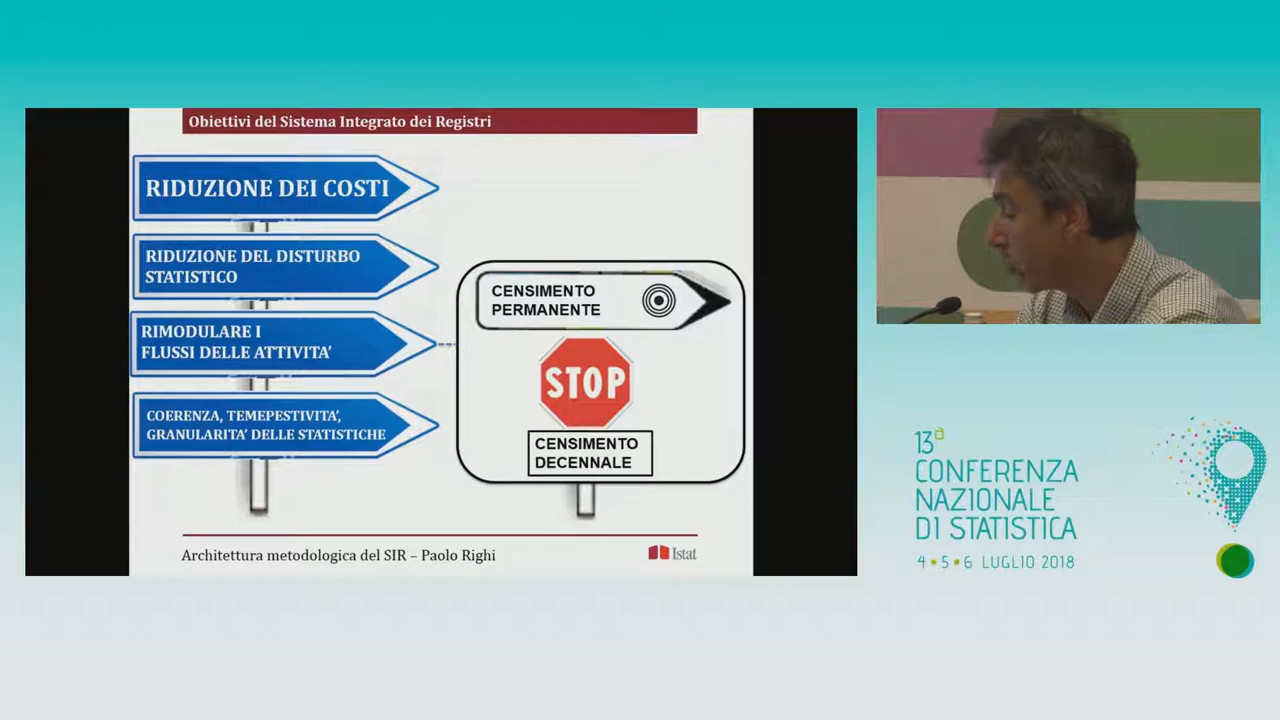 Obiettivi del Sistema Integrato dei Registri
RIDUZIONE DEI COSTI
RIDUZIONE DEL DISTURBO
STATISTICO
RIMODULARE I
FLUSSI DELLE ATTIVITA’
COERENZA, TEMEPESTIVITA’,
GRANULARITA’ DELLE STATISTICHE
CENSIMENTO
PERMANENTE
STOP
CENSIMENTO
DECENNALE
Architettura metodologica del SIR – Paolo Righi
Istat
13a
CONFERENZA
NAZIONALE
DI STATISTICA
4 • 5 • 6 LUGLIO 2018